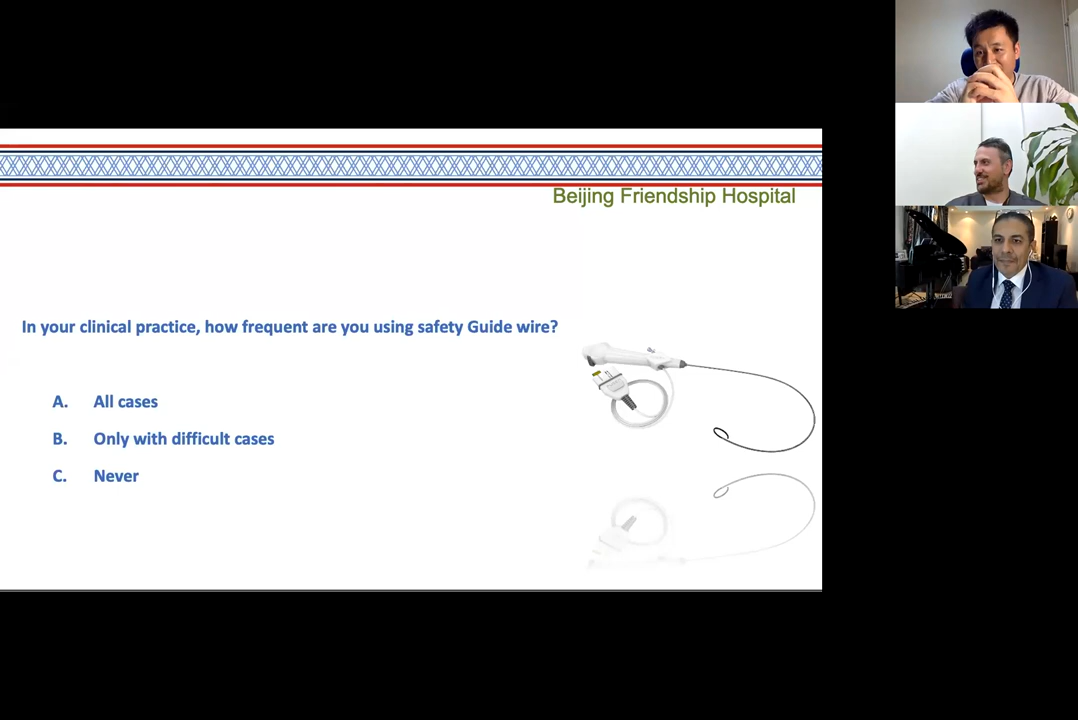 Beijing Friendship Hospital
In your clinical practice, how frequent are you using safety Guide wire?
A. All cases
B. Only with difficult cases
C. Never